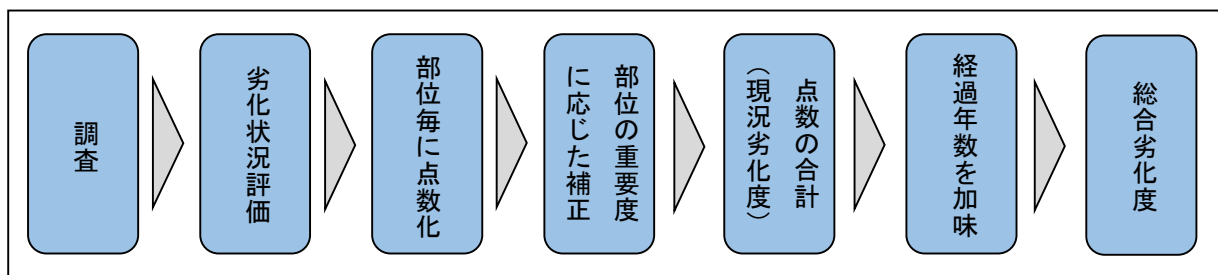 調査
劣化状況評価
部位毎に点数化
部位の重要度
に応じた補正
点数の合計
（現況劣化度）
経過年数を加味
総合劣化度